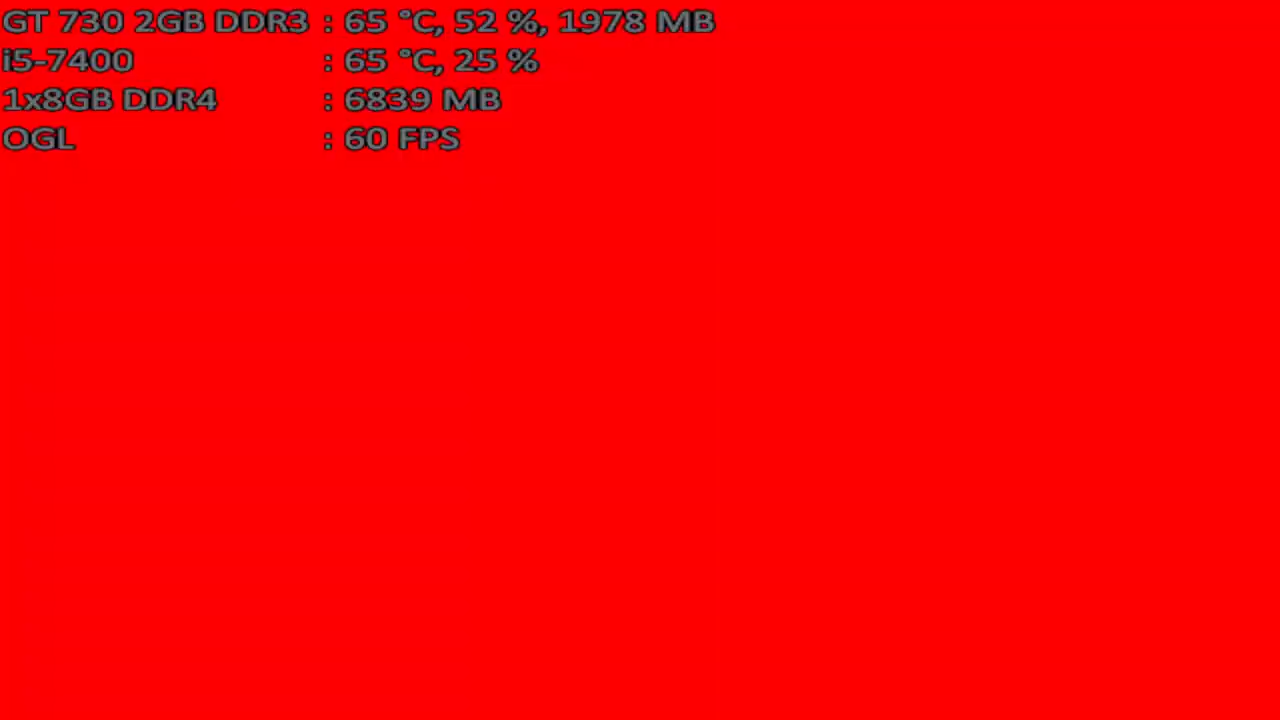 GT 730 2GB DDR3 : 65 °C, 52 %, 1978 MB
i5-7400 : 65 °C, 25 %
1x8GB DDR4 : 6839 MB
OGL : 60 FPS